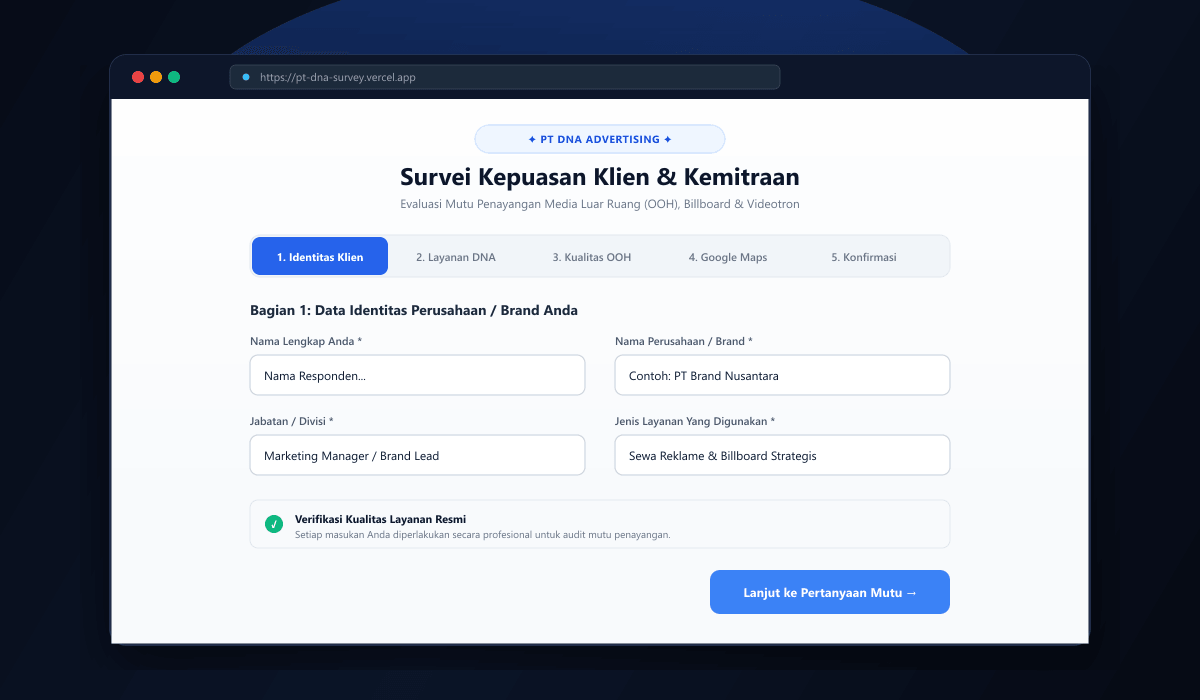 https://pt-dna-survey.vercel.app
✦ PT DNA ADVERTISING ✦
Survei Kepuasan Klien & Kemitraan
Evaluasi Mutu Penayangan Media Luar Ruang (OOH), Billboard & Videotron
1. Identitas Klien
2. Layanan DNA
3. Kualitas OOH
4. Google Maps
5. Konfirmasi
Bagian 1: Data Identitas Perusahaan / Brand Anda
Nama Lengkap Anda *
Nama Perusahaan / Brand *
Nama Responden...
Contoh: PT Brand Nusantara
Jabatan / Divisi *
Jenis Layanan Yang Digunakan *
Marketing Manager / Brand Lead
Sewa Reklame & Billboard Strategis
✓
Verifikasi Kualitas Layanan Resmi
Setiap masukan Anda diperlakukan secara profesional untuk audit mutu penayangan.
Lanjut ke Pertanyaan Mutu →